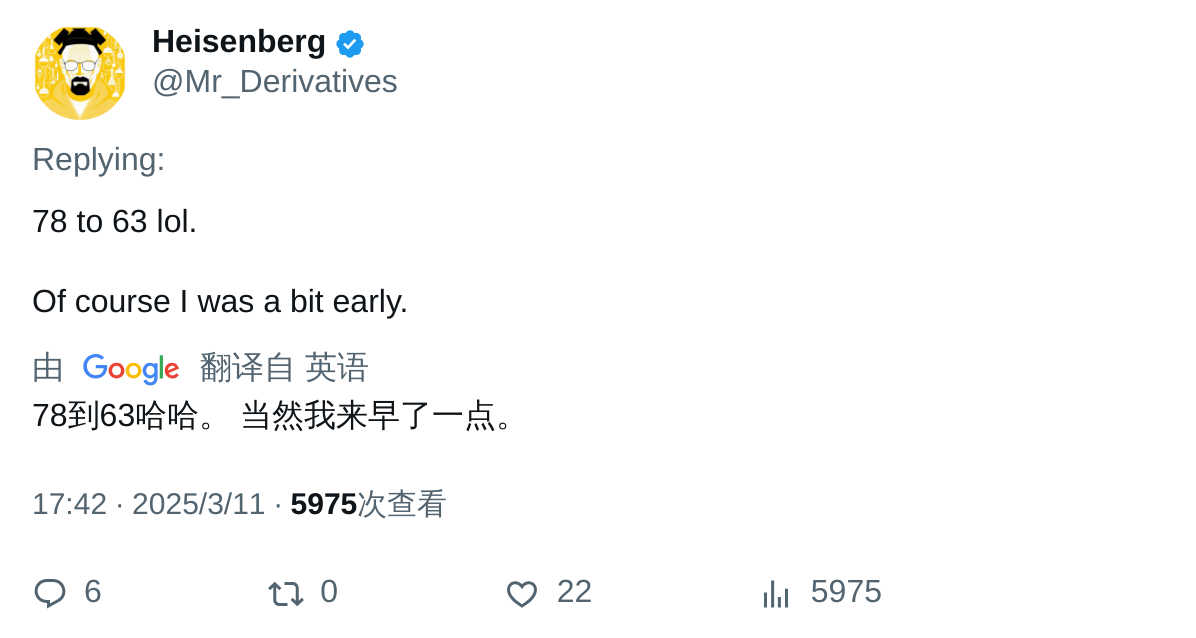 Heisenberg
@Mr_Derivatives
Replying:
78 to 63 lol.
Of course I was a bit early.
由 Google 翻译自 英语
78到63哈哈。 当然我来早了一点。
17:42 · 2025/3/11 · 5975次查看
6 0 22 5975